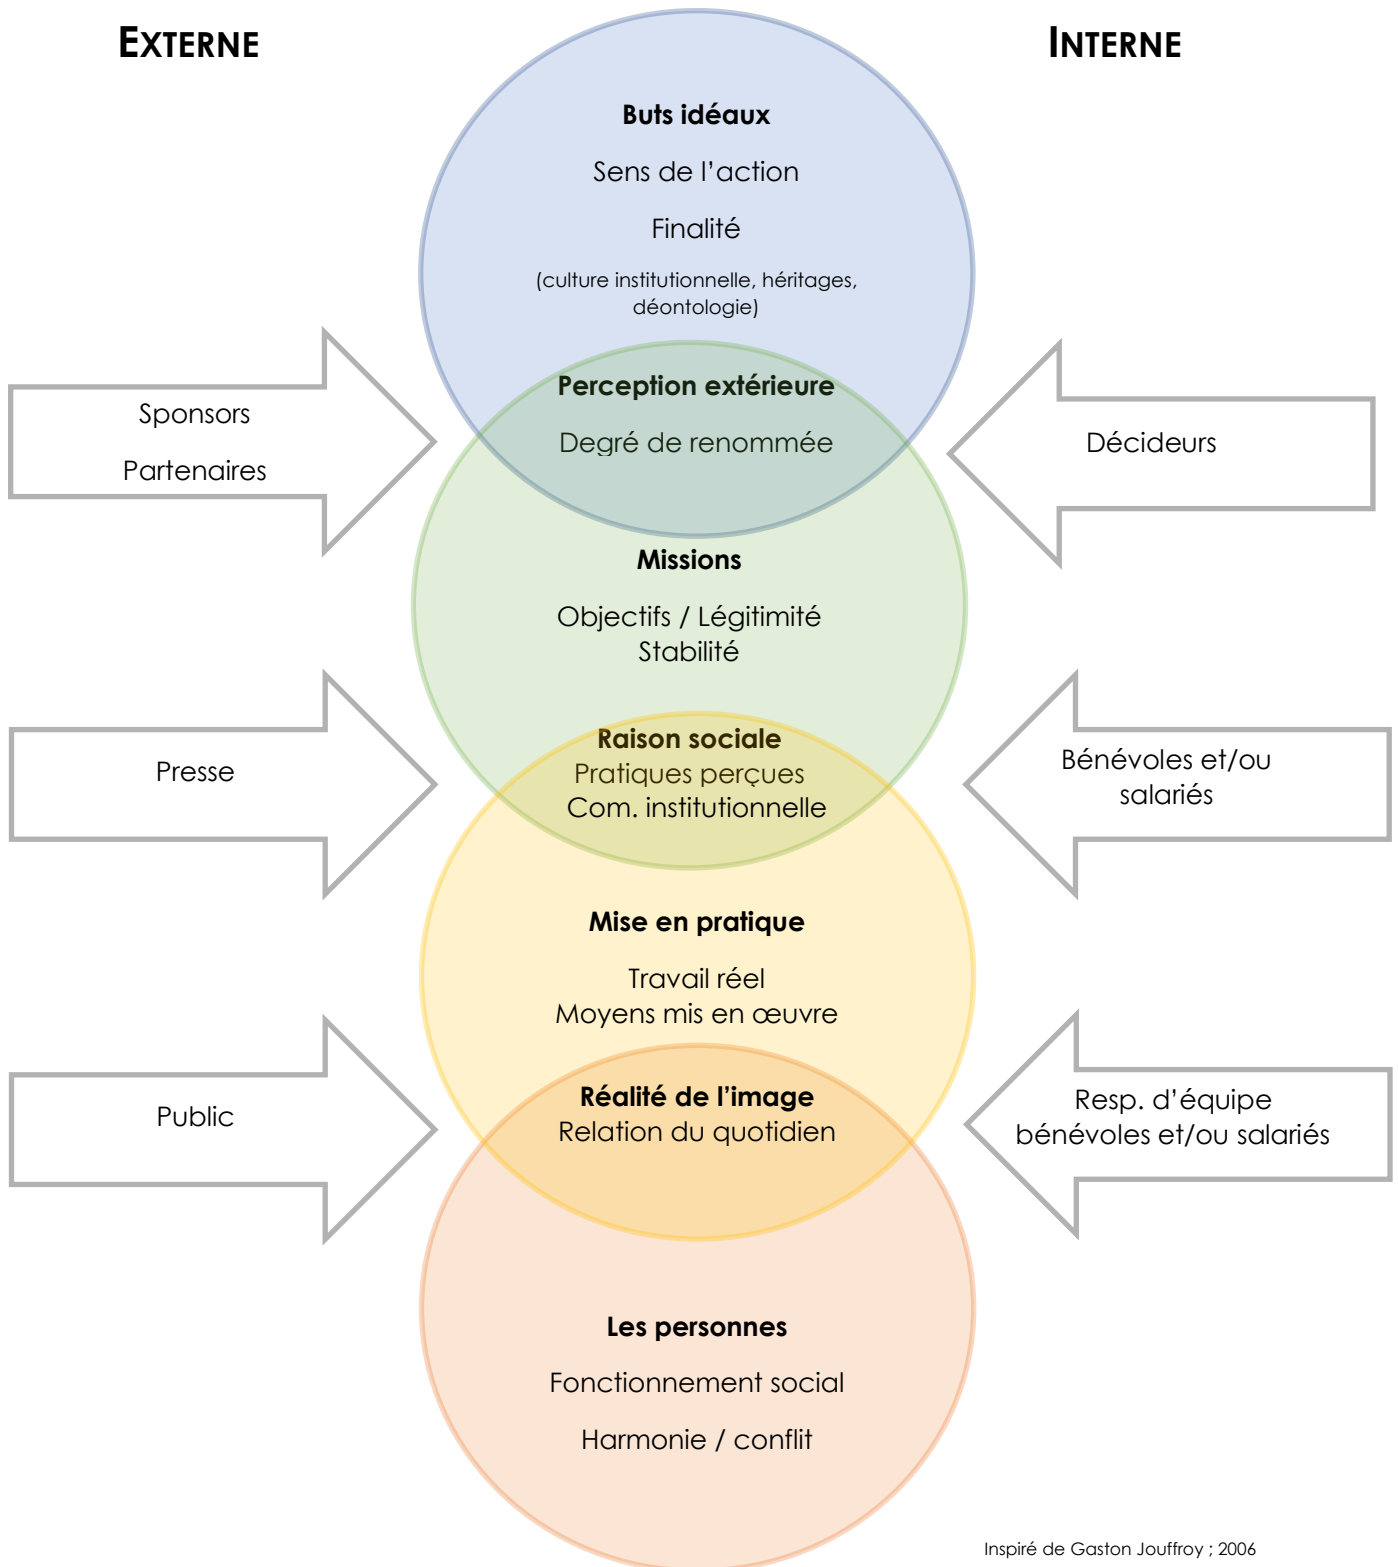 EXTERNE
INTERNE
Buts idéaux
Sens de l’action
Finalité
(culture institutionnelle, héritages,
déontologie)
Perception extérieure
Degré de renommée
Sponsors
Partenaires
Décideurs
Missions
Objectifs / Légitimité
Stabilité
Raison sociale
Pratiques perçues
Com. institutionnelle
Presse
Bénévoles et/ou
salariés
Mise en pratique
Travail réel
Moyens mis en œuvre
Réalité de l’image
Relation du quotidien
Public
Resp. d’équipe
bénévoles et/ou salariés
Les personnes
Fonctionnement social
Harmonie / conflit
Inspiré de Gaston Jouffroy ; 2006